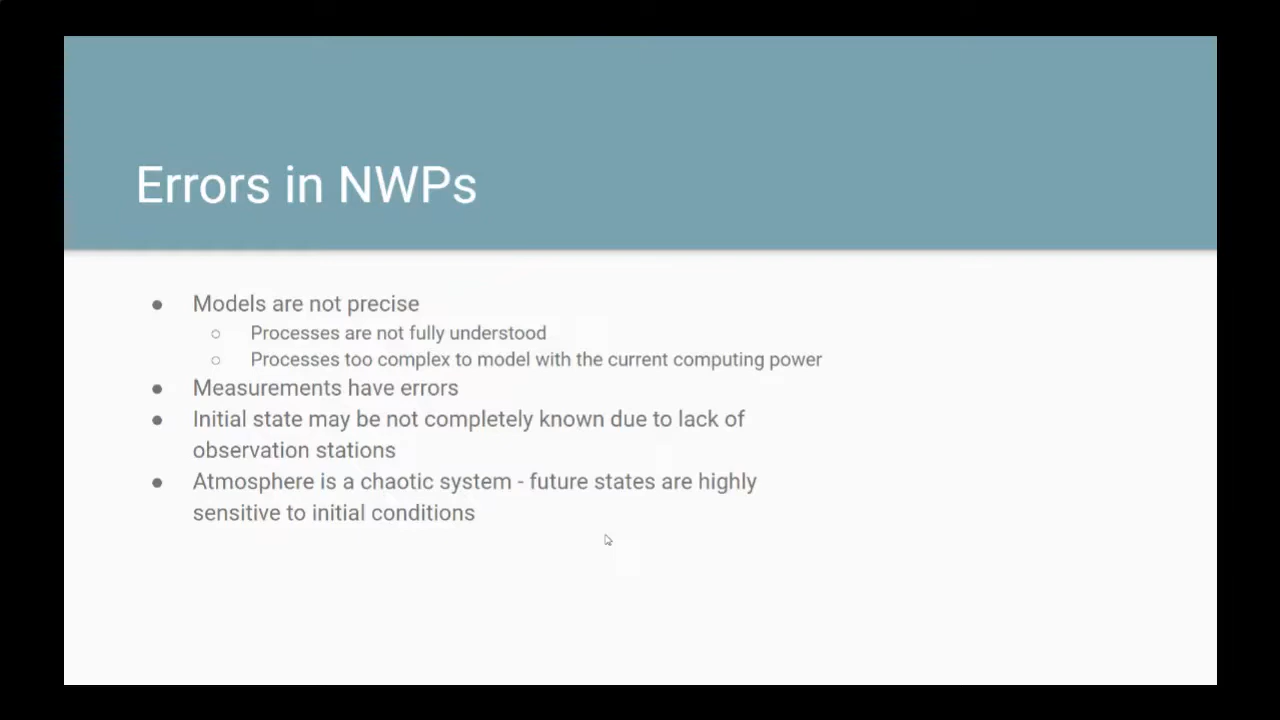 Errors in NWPs
● Models are not precise
○ Processes are not fully understood
○ Processes too complex to model with the current computing power
● Measurements have errors
● Initial state may be not completely known due to lack of
observation stations
● Atmosphere is a chaotic system - future states are highly
sensitive to initial conditions